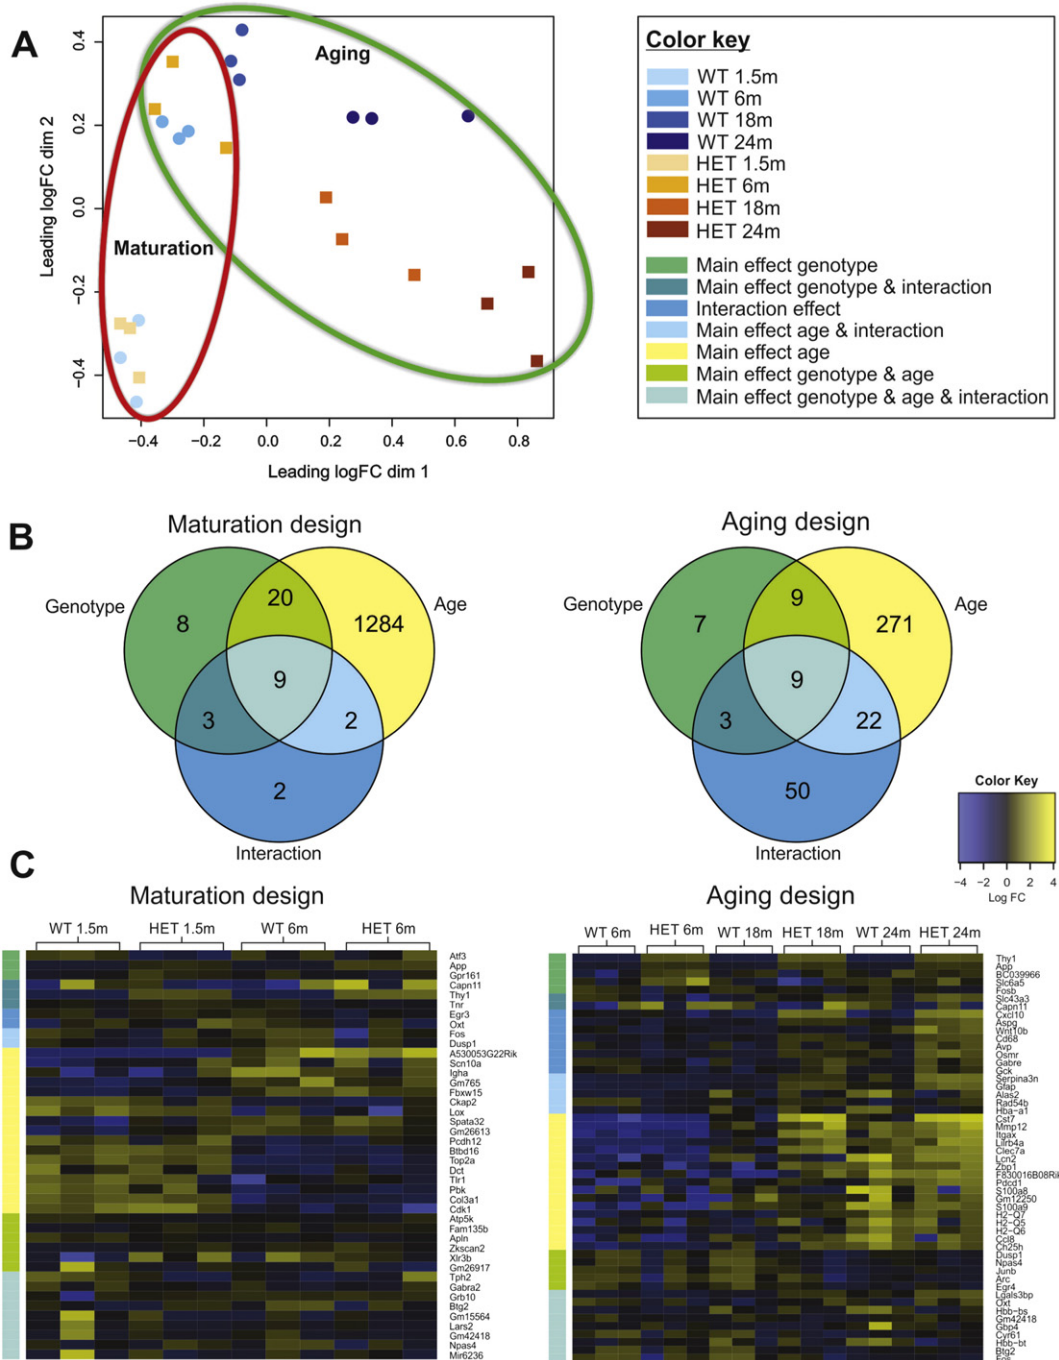 A
Aging
Maturation
0.4
0.2
0.0
−0.2
−0.4
Leading logFC dim 2
−0.4 −0.2 0.0 0.2 0.4 0.6 0.8
Leading logFC dim 1
Color key
WT 1.5m
WT 6m
WT 18m
WT 24m
HET 1.5m
HET 6m
HET 18m
HET 24m
Main effect genotype
Main effect genotype & interaction
Interaction effect
Main effect age & interaction
Main effect age
Main effect genotype & age
Main effect genotype & age & interaction
B
Maturation design
Genotype
Age
8
20
1284
9
3
2
2
Interaction
Aging design
Genotype
Age
7
9
271
9
3
22
50
Interaction
Color Key
−4 −2 0 2 4
Log FC
C
Maturation design
WT 1.5m HET 1.5m WT 6m HET 6m
Atf3
App
Gpr161
Capn11
Thy1
Tnr
Egr3
Oxt
Fos
Dusp1
A530053G22Rik
Scn10a
Igha
Gm765
Fbxw15
Ckap2
Lox
Spata32
Gm26613
Pcdh12
Btbd16
Top2a
Dct
Tlr1
Pbk
Col3a1
Cdk1
Atp5k
Fam135b
Apln
Zkscan2
Xlr3b
Gm26917
Tph2
Gabra2
Grb10
Btg2
Gm15564
Lars2
Gm42418
Npas4
Mir6236
Aging design
WT 6m HET 6m WT 18m HET 18m WT 24m HET 24m
Thy1
App
BC039966
Slc6a5
Fosb
Slc43a3
Capn11
Cxcl10
Aspg
Wnt10b
Cd68
Avp
Osmr
Gabre
Gck
Serpina3n
Gfap
Alas2
Rad54b
Hba−a1
Cst7
Mmp12
Itgax
Lilrb4a
Clec7a
Lcn2
Zbp1
F830016B08Rik
Pdcd1
S100a8
Gm12250
S100a9
H2−Q7
H2−Q5
H2−Q6
Ccl8
Ch25h
Dusp1
Npas4
Junb
Arc
Egr4
Lgals3bp
Oxt
Hbb−bs
Gm42418
Gbp4
Cyr61
Hbb−bt
Btg2